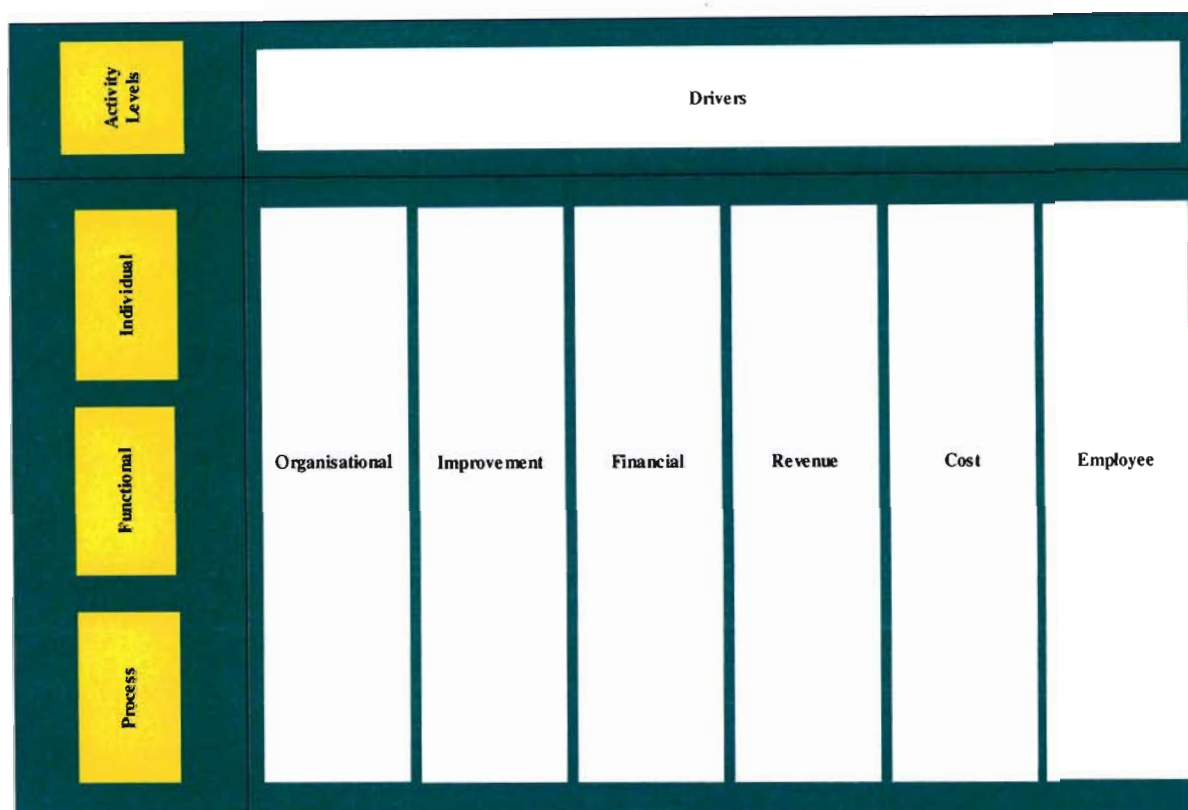 Activity
Levels
Drivers
Individual
Functional
Process
Organisational
Improvement
Financial
Revenue
Cost
Employee